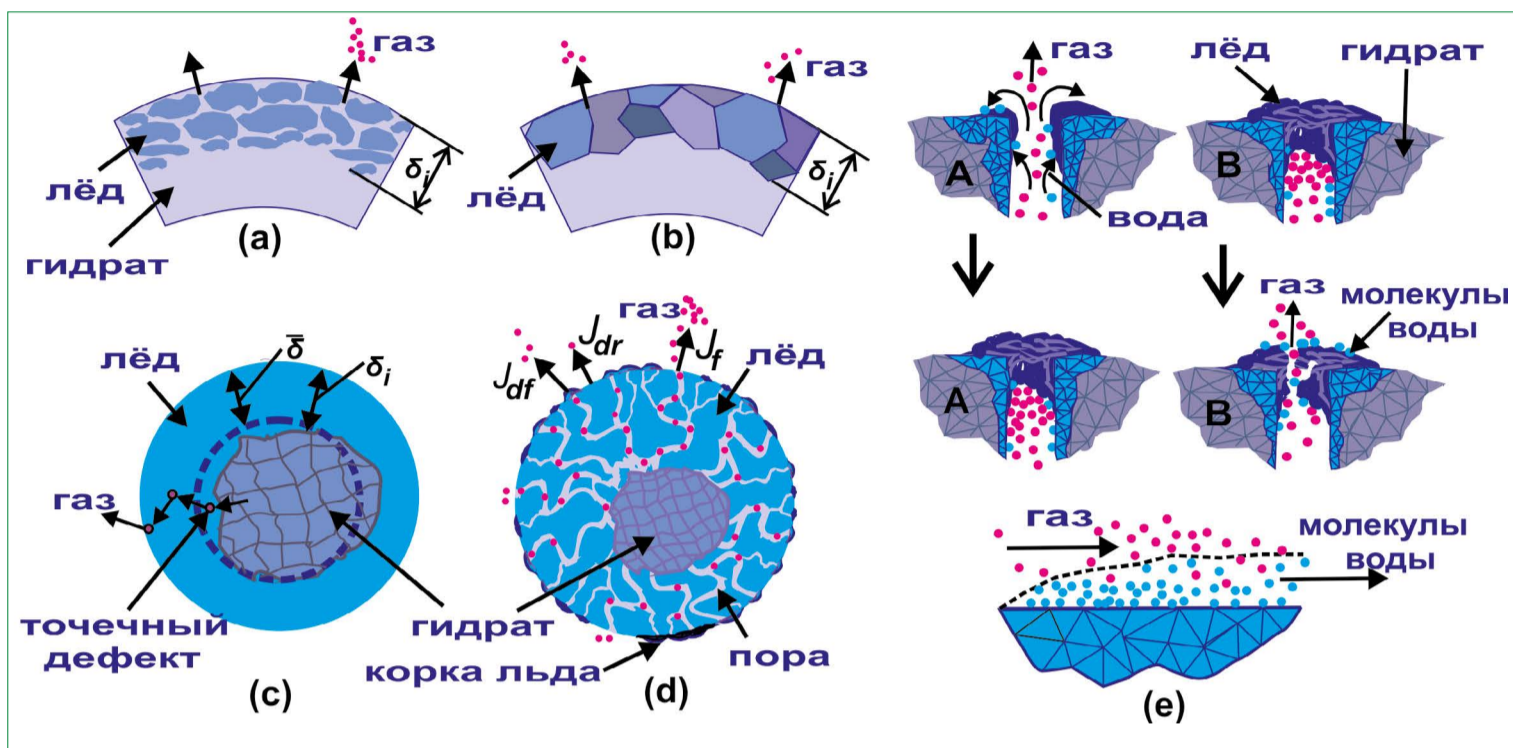 газ
лёд
δi
гидрат
(a)
газ
лёд
δi
(b)
лёд
δ̄
δi
газ
точечный
дефект
(c)
газ
Jdf
Jdr
Jf
лёд
гидрат
корка льда
пора
(d)
газ
лёд
гидрат
A
B
вода
газ
молекулы
воды
A
B
газ
молекулы
воды
(e)